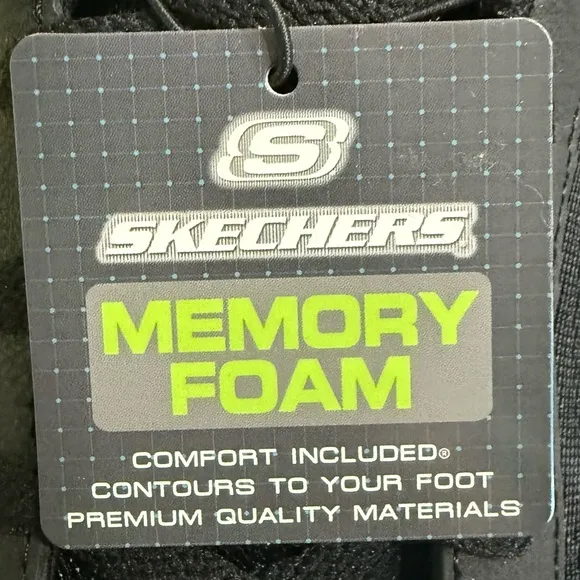 S
SKECHERS
MEMORY
FOAM
COMFORT INCLUDED®
CONTOURS TO YOUR FOOT
PREMIUM QUALITY MATERIALS